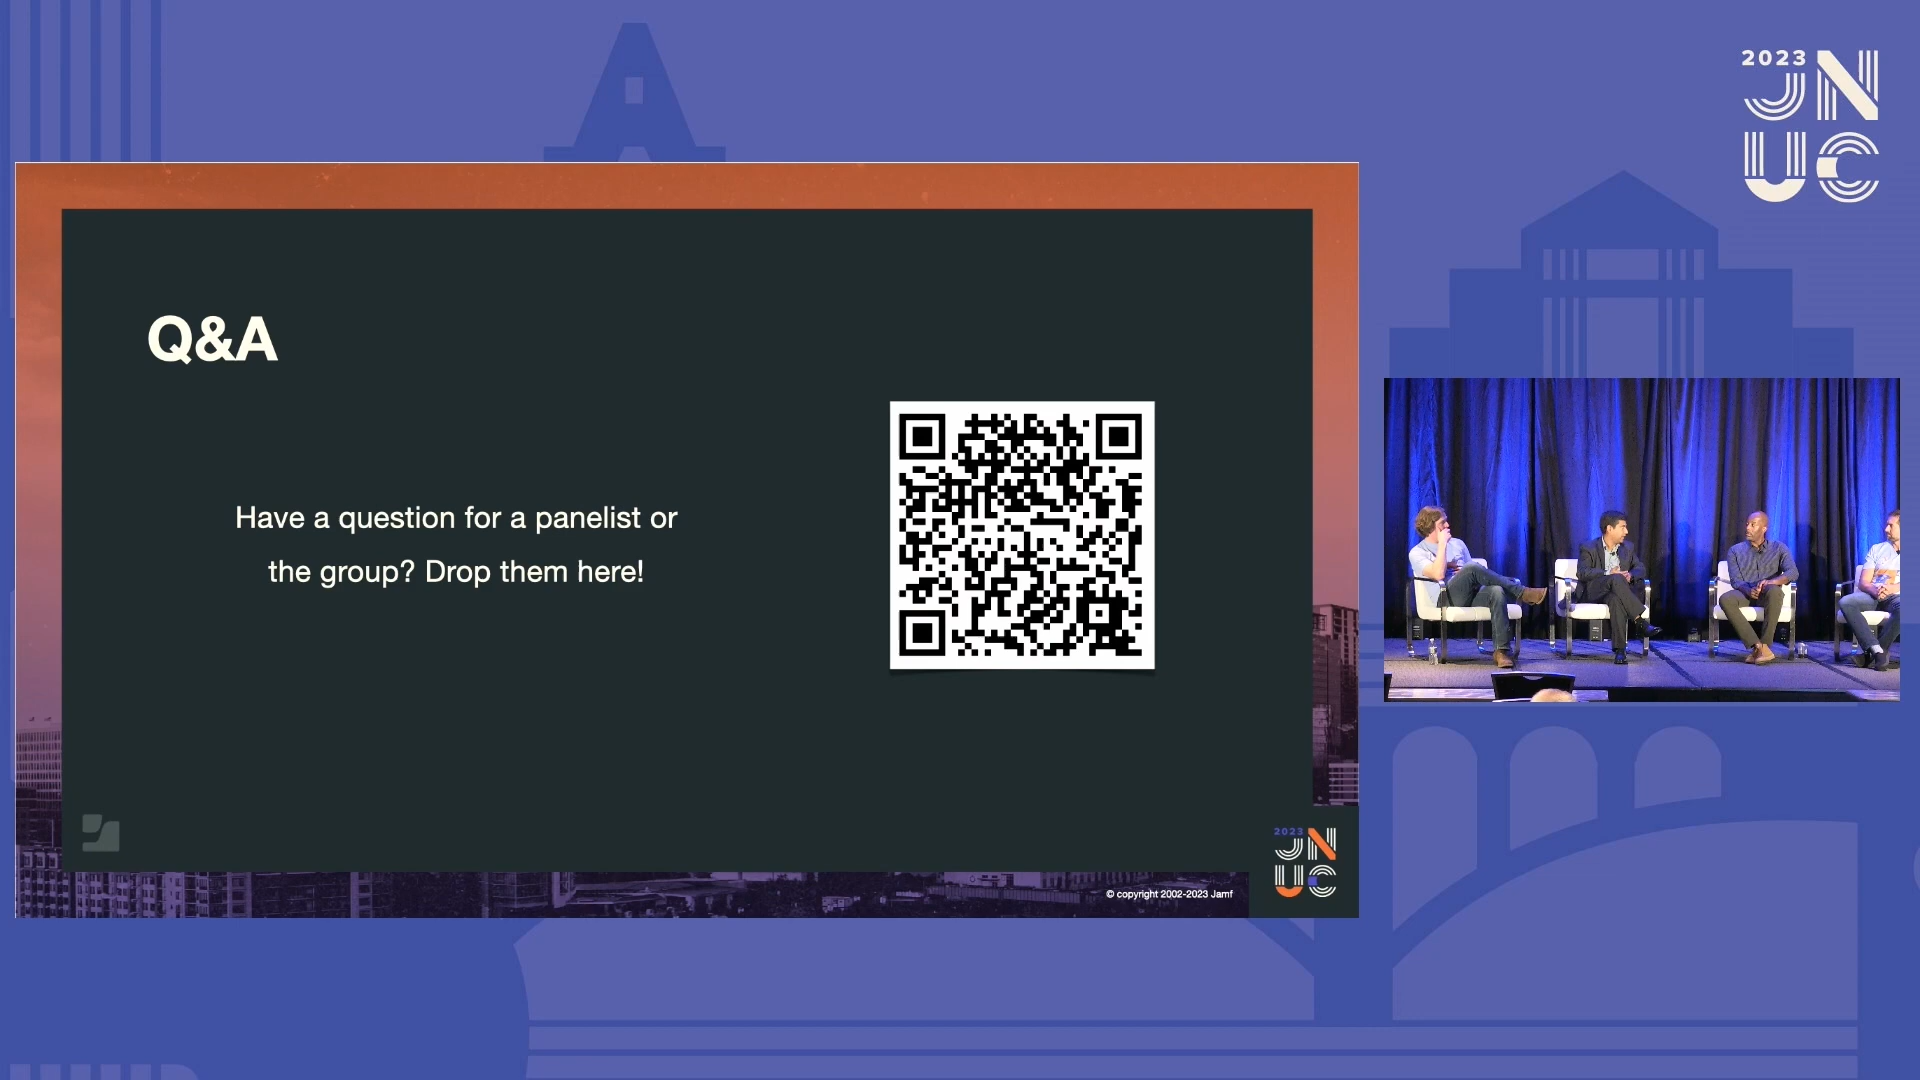 2023
JN
UC
Q&A
Have a question for a panelist or
the group? Drop them here!
2023
JN
UC
© copyright 2002-2023 Jamf